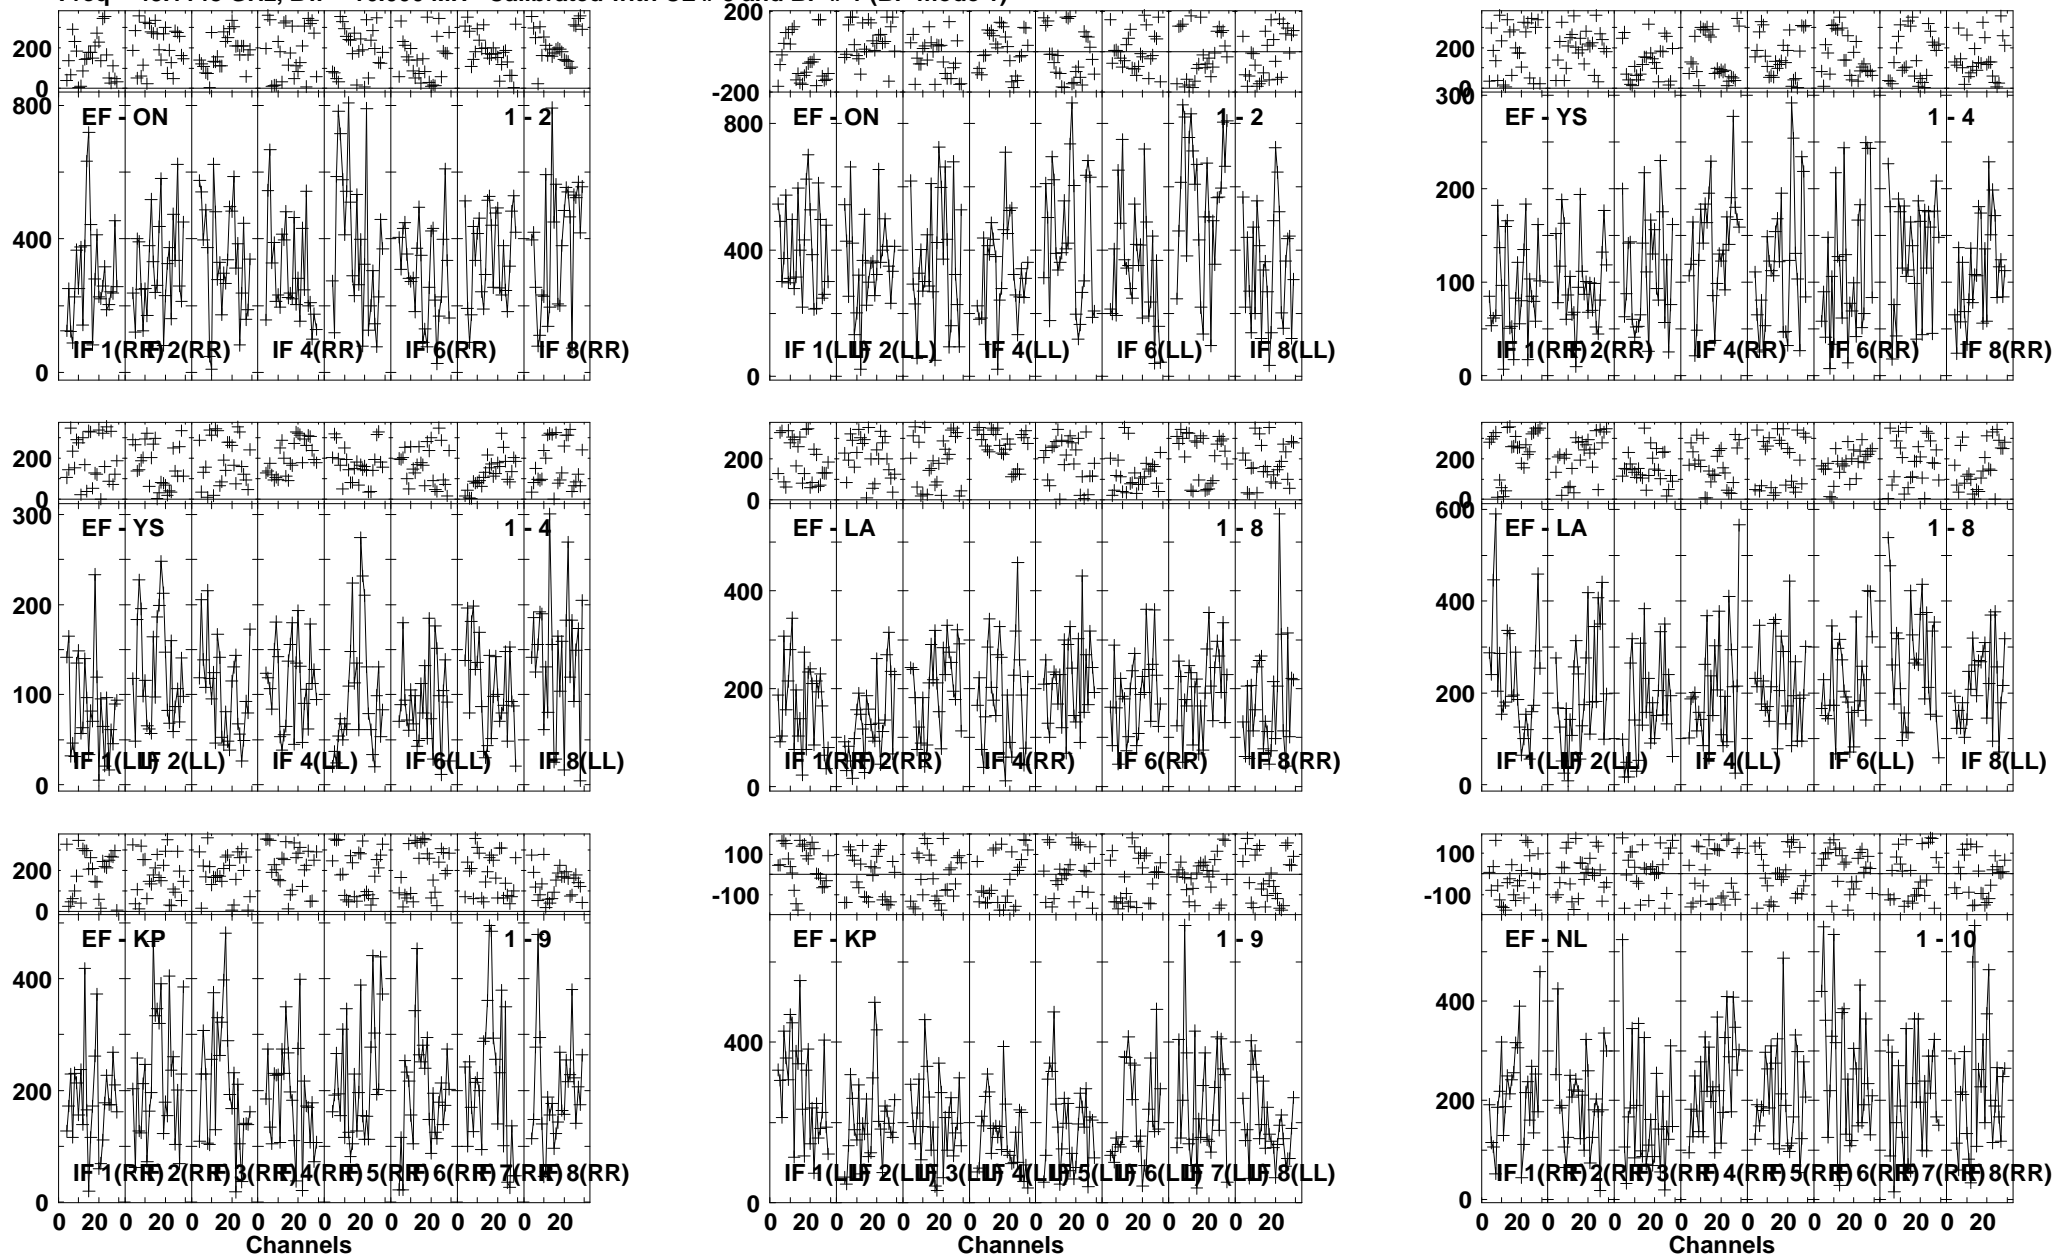 200
0
800
400
0
EF - ON
1 - 2
IF 1(RR)
IF 2(RR)
IF 4(RR)
IF 6(RR)
IF 8(RR)
200
-200
800
400
0
EF - ON
1 - 2
IF 1(LL)
IF 2(LL)
IF 4(LL)
IF 6(LL)
IF 8(LL)
200
0
300
200
100
0
EF - YS
1 - 4
IF 1(RR)
IF 2(RR)
IF 4(RR)
IF 6(RR)
IF 8(RR)
200
0
300
200
100
0
EF - YS
1 - 4
IF 1(LL)
IF 2(LL)
IF 4(LL)
IF 6(LL)
IF 8(LL)
200
0
400
200
0
EF - LA
1 - 8
IF 1(RR)
IF 2(RR)
IF 4(RR)
IF 6(RR)
IF 8(RR)
200
0
600
400
200
0
EF - LA
1 - 8
IF 1(LL)
IF 2(LL)
IF 4(LL)
IF 6(LL)
IF 8(LL)
200
0
400
200
0
EF - KP
1 - 9
IF 1(RR)
IF 2(RR)
IF 3(RR)
IF 4(RR)
IF 5(RR)
IF 6(RR)
IF 7(RR)
IF 8(RR)
0 20 0 20 0 20 0 20 0 20 0 20 0 20 0 20
Channels
100
-100
400
200
0
EF - KP
1 - 9
IF 1(LL)
IF 2(LL)
IF 3(LL)
IF 4(LL)
IF 5(LL)
IF 6(LL)
IF 7(LL)
IF 8(LL)
0 20 0 20 0 20 0 20 0 20 0 20 0 20 0 20
Channels
100
-100
400
200
0
EF - NL
1 - 10
IF 1(RR)
IF 2(RR)
IF 3(RR)
IF 4(RR)
IF 5(RR)
IF 6(RR)
IF 7(RR)
IF 8(RR)
0 20 0 20 0 20 0 20 0 20 0 20 0 20 0 20
Channels